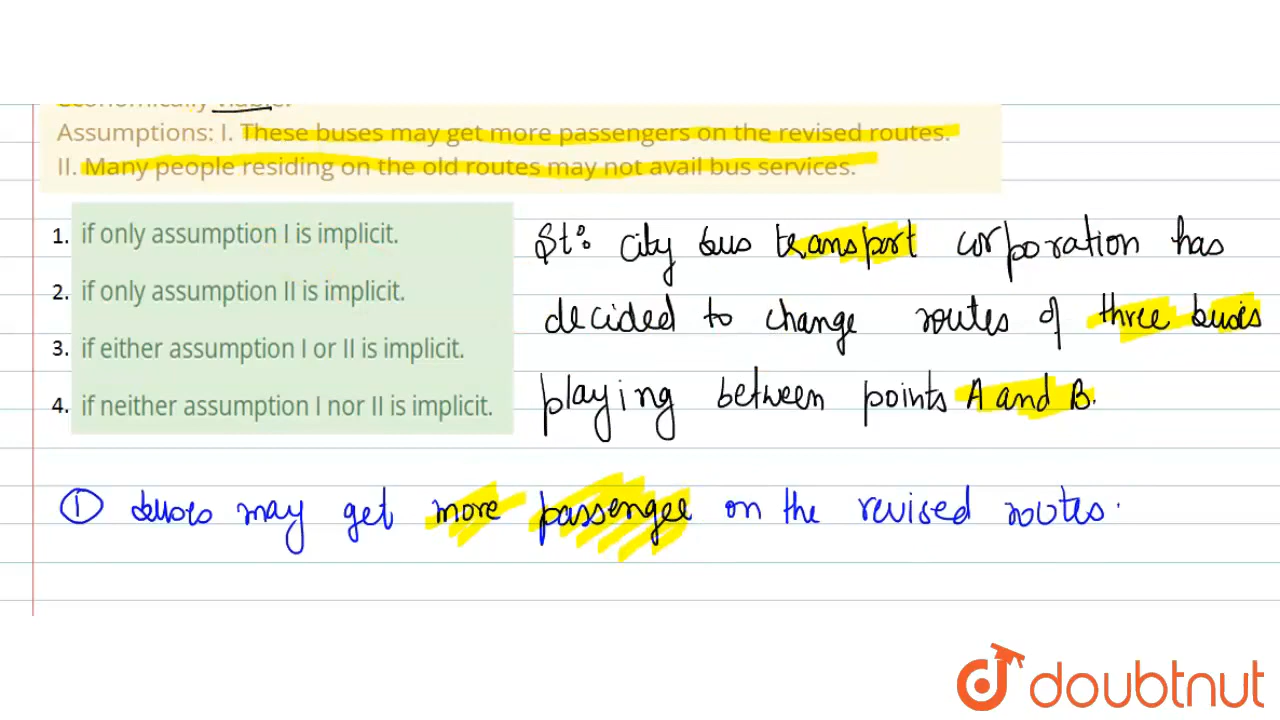 economically viable.
Assumptions: I. These buses may get more passengers on the revised routes.
II. Many people residing on the old routes may not avail bus services.
1. if only assumption I is implicit.
2. if only assumption II is implicit.
3. if either assumption I or II is implicit.
4. if neither assumption I nor II is implicit.
St: City bus transport corporation has
decided to change routes of three buses
playing between points A and B.
① buses may get more passengee on the revised routes.
doubtnut